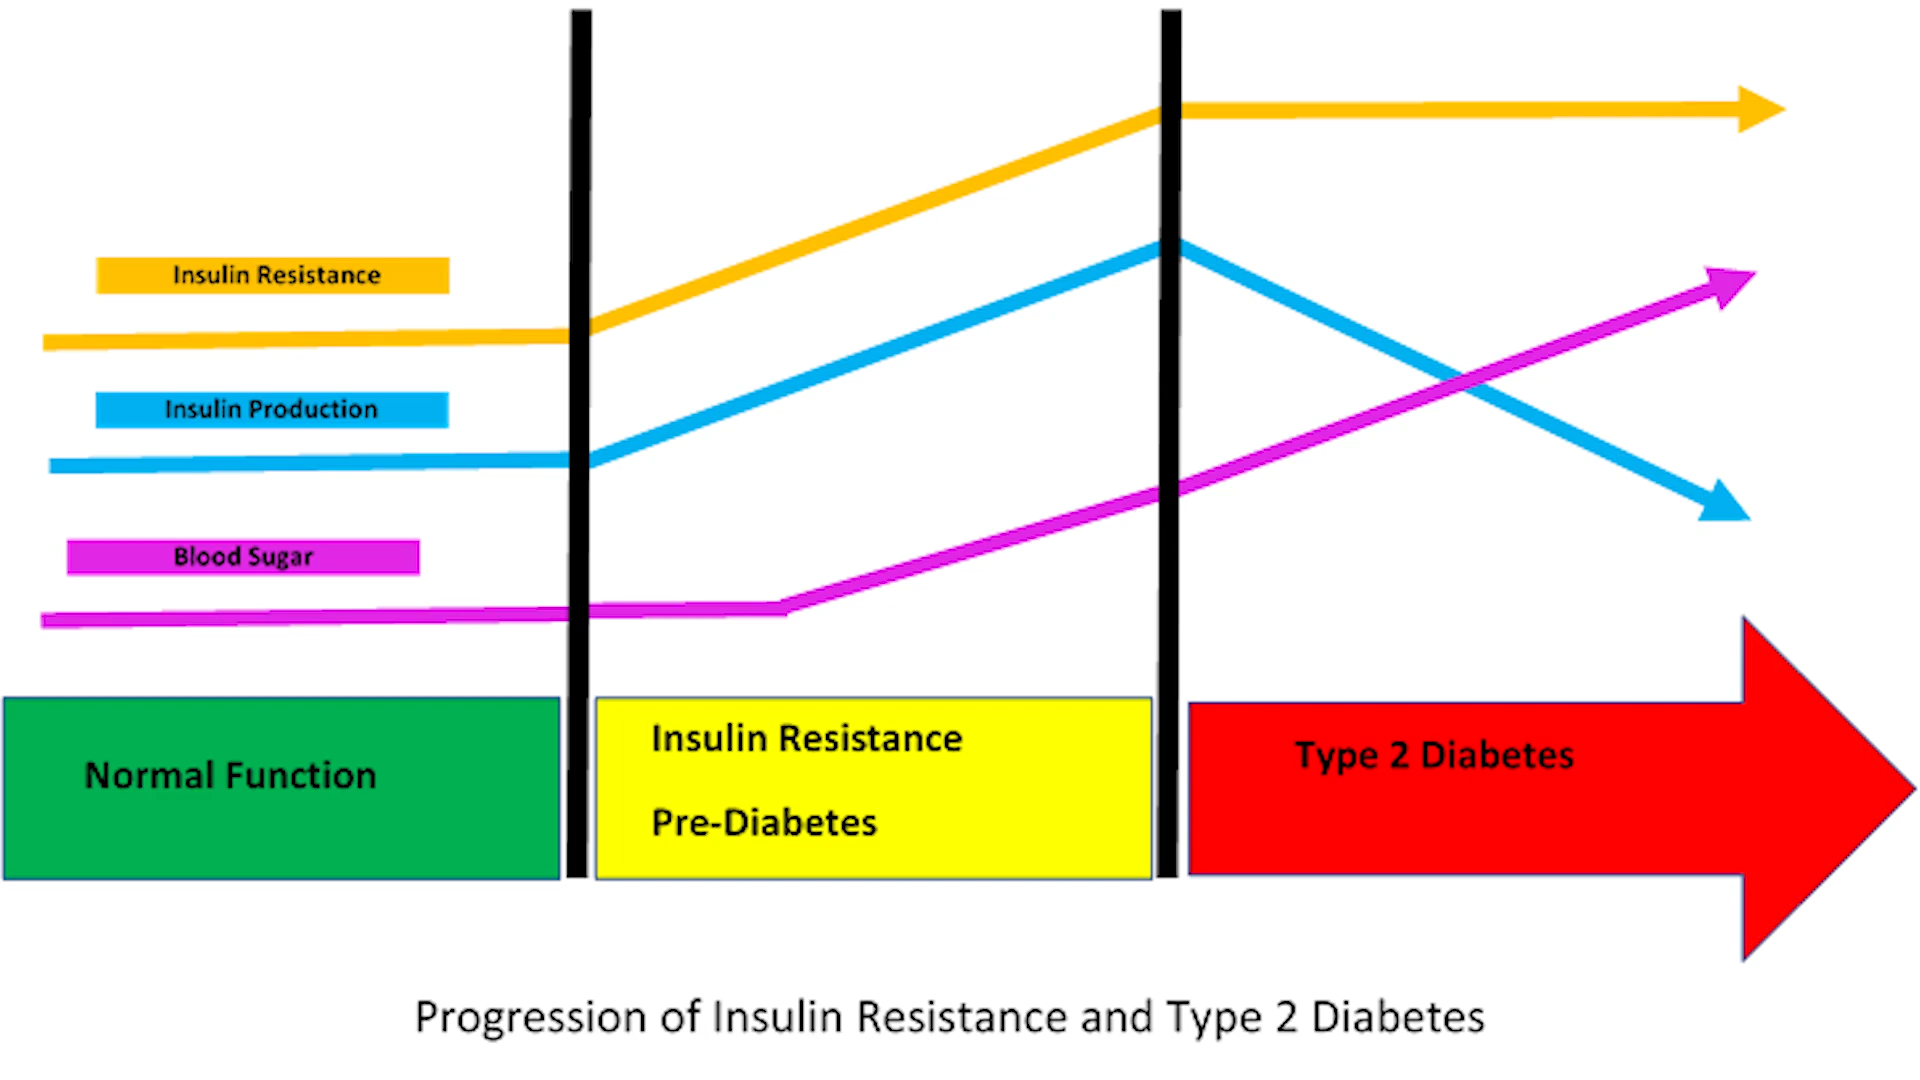 Insulin Resistance
Insulin Production
Blood Sugar
Normal Function
Insulin Resistance
Pre-Diabetes
Type 2 Diabetes
Progression of Insulin Resistance and Type 2 Diabetes